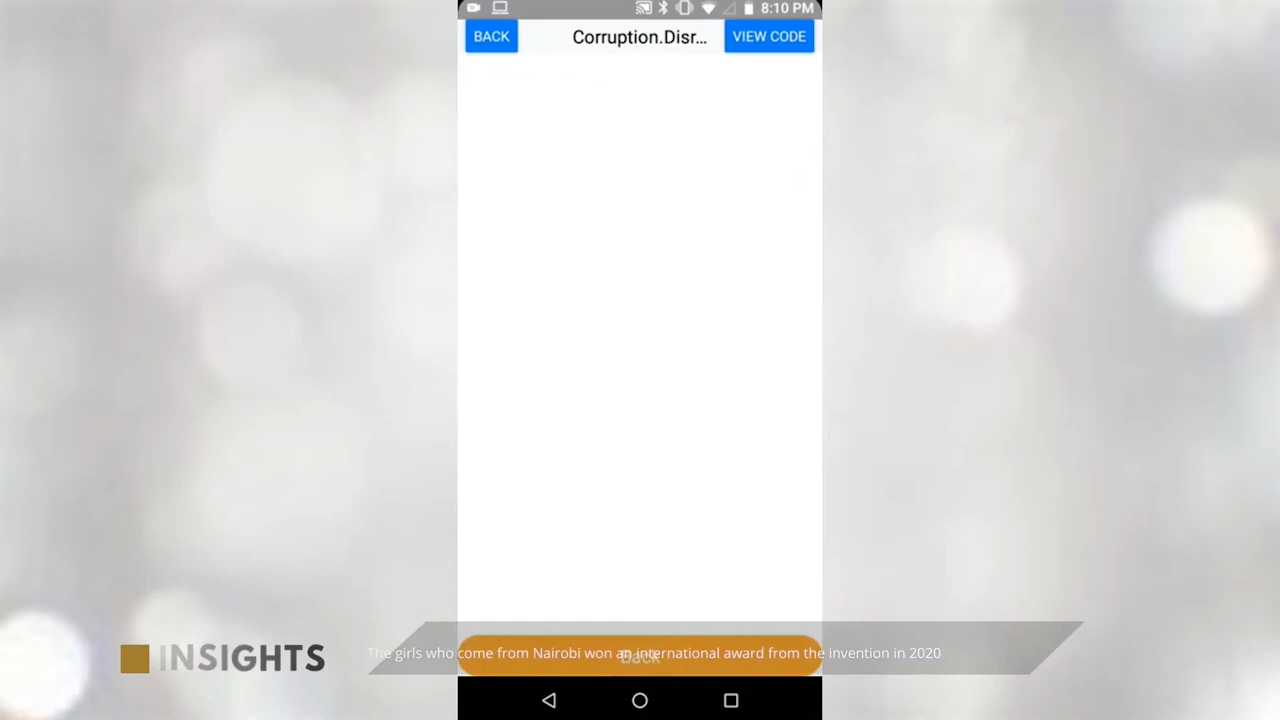 8:10 PM
BACK
Corruption.Disr...
VIEW CODE
Back
INSIGHTS
The girls who come from Nairobi won an international award from the invention in 2020